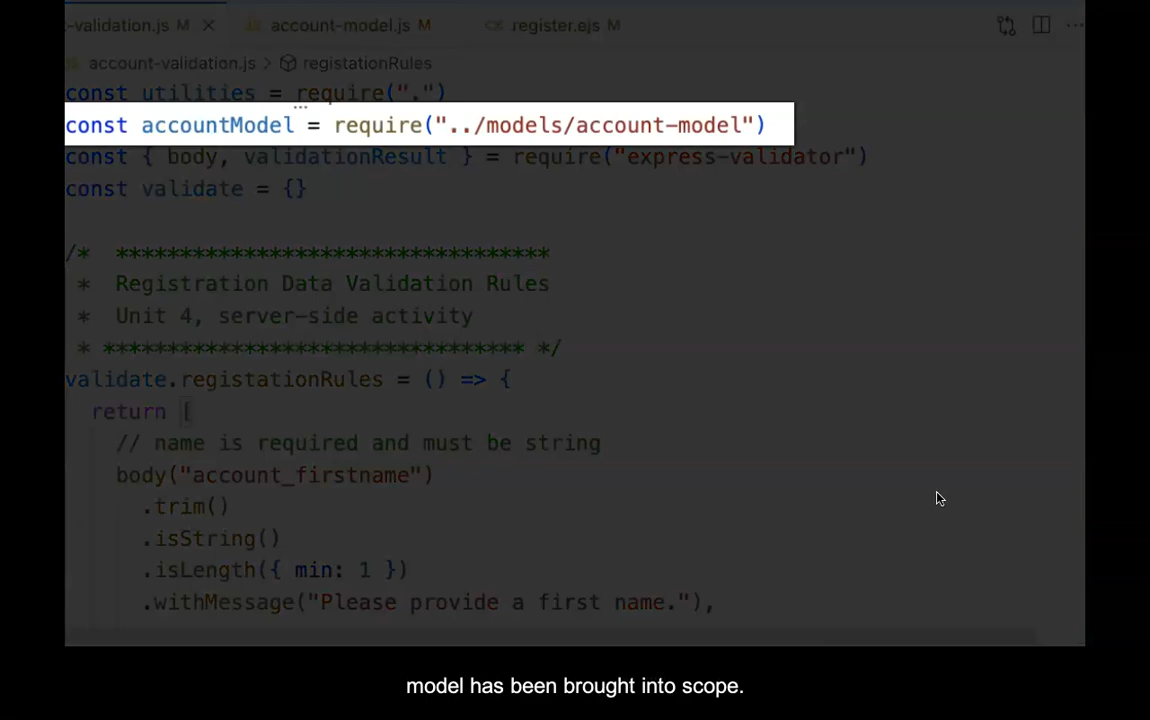 -validation.js M × account-model.js M register.ejs M
account-validation.js > registationRules
const utilities = require(".")
const accountModel = require("../models/account-model")
const { body, validationResult } = require("express-validator")
const validate = {}
/* **********************************
* Registration Data Validation Rules
* Unit 4, server-side activity
* ********************************* */
validate.registationRules = () => {
return [
// name is required and must be string
body("account_firstname")
.trim()
.isString()
.isLength({ min: 1 })
.withMessage("Please provide a first name."),
model has been brought into scope.